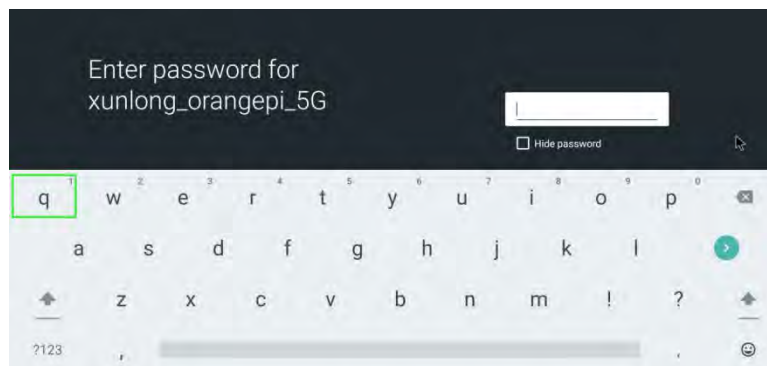 Enter password for
xunlong_orangepi_5G
Hide password
q 1 w 2 e 3 r 4 t 5 y 6 u 7 i 8 o 9 p 0
a s d f g h j k l
z x c v b n m ! ?
?123 , .